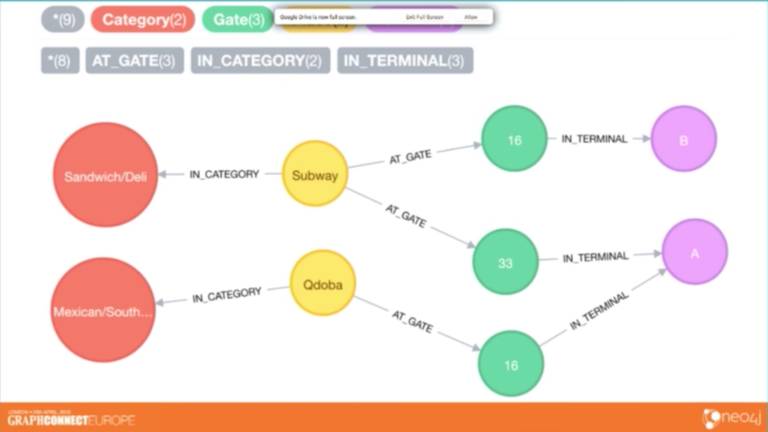 *(9) Category(2) Gate(3)
Google Drive is now full screen. Exit Full Screen Allow
*(8) AT_GATE(3) IN_CATEGORY(2) IN_TERMINAL(3)
Sandwich/Deli IN_CATEGORY Subway AT_GATE 16 IN_TERMINAL B
AT_GATE 33 IN_TERMINAL A
Mexican/South... IN_CATEGORY Qdoba AT_GATE 16 IN_TERMINAL
GRAPHCONNECTEUROPE
neo4j